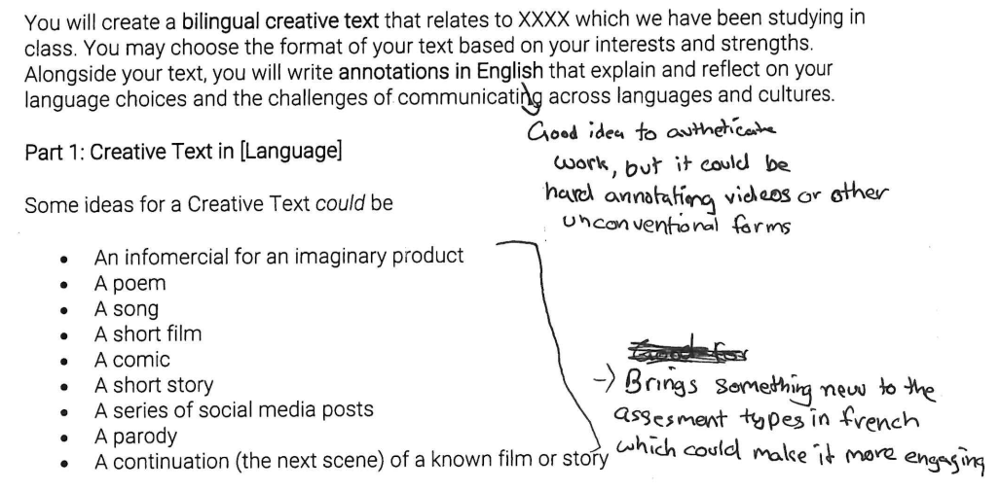 You will create a bilingual creative text that relates to XXXX which we have been studying in
class. You may choose the format of your text based on your interests and strengths.
Alongside your text, you will write annotations in English that explain and reflect on your
language choices and the challenges of communicating across languages and cultures.
Good idea to autheticate
work, but it could be
hard annotating videos or other
unconventional forms
Part 1: Creative Text in [Language]
Some ideas for a Creative Text could be
• An infomercial for an imaginary product
• A poem
• A song
• A short film
• A comic
• A short story
• A series of social media posts
• A parody
• A continuation (the next scene) of a known film or story
-> Brings something new to the
assesment types in french
which could make it more engaging